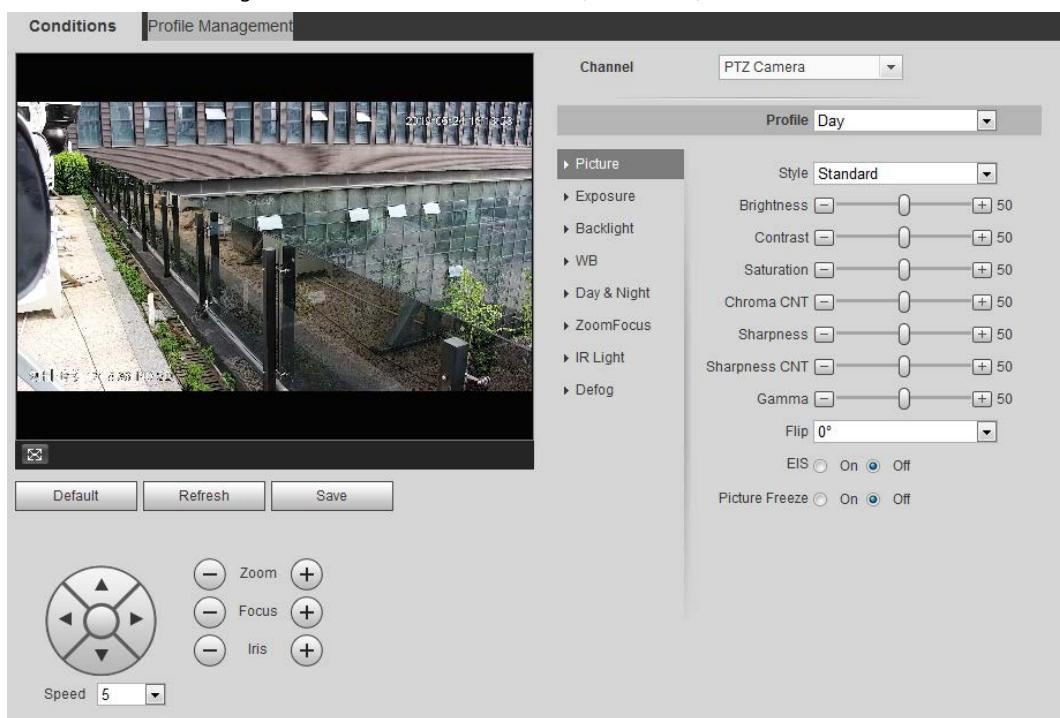 Conditions
Profile Management
Channel
PTZ Camera
Profile
Day
Picture
Exposure
Backlight
WB
Day & Night
ZoomFocus
IR Light
Defog
Style
Standard
Brightness
50
Contrast
50
Saturation
50
Chroma CNT
50
Sharpness
50
Sharpness CNT
50
Gamma
50
Flip
0°
EIS
On
Off
Picture Freeze
On
Off
Default
Refresh
Save
Zoom
Focus
Iris
Speed
5